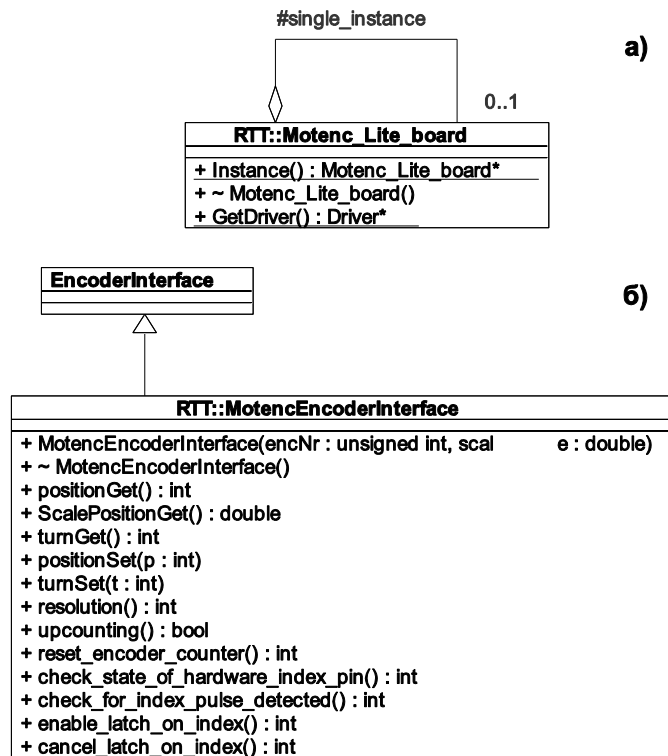 #single_instance
а)
0..1
RTT::Motenc_Lite_board
+ Instance() : Motenc_Lite_board*
+ ~ Motenc_Lite_board()
+ GetDriver() : Driver*
EncoderInterface
б)
RTT::MotencEncoderInterface
+ MotencEncoderInterface(encNr : unsigned int, scal e : double)
+ ~ MotencEncoderInterface()
+ positionGet() : int
+ ScalePositionGet() : double
+ turnGet() : int
+ positionSet(p : int)
+ turnSet(t : int)
+ resolution() : int
+ upcounting() : bool
+ reset_encoder_counter() : int
+ check_state_of_hardware_index_pin() : int
+ check_for_index_pulse_detected() : int
+ enable_latch_on_index() : int
+ cancel_latch_on_index() : int